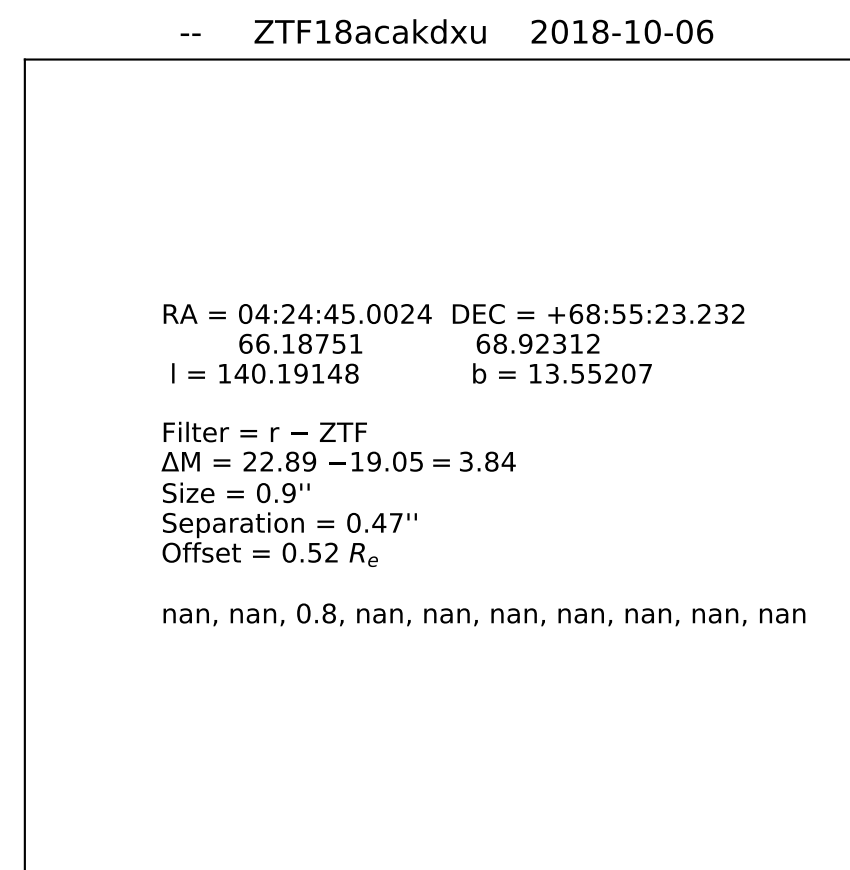 -- ZTF18acakdxu 2018-10-06
RA = 04:24:45.0024 DEC = +68:55:23.232
66.18751 68.92312
l = 140.19148 b = 13.55207
Filter = r − ZTF
ΔM = 22.89 −19.05 = 3.84
Size = 0.9''
Separation = 0.47''
Offset = 0.52 Re
nan, nan, 0.8, nan, nan, nan, nan, nan, nan, nan